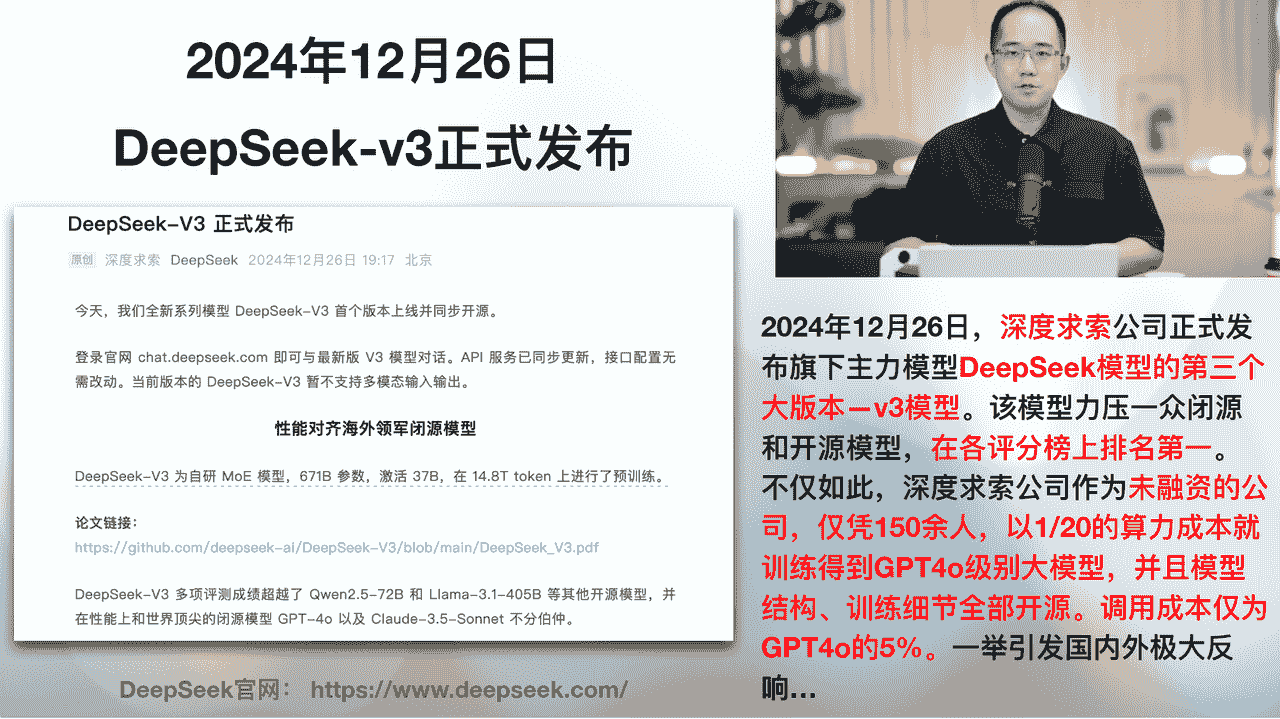 2024年12月26日
DeepSeek-v3正式发布
DeepSeek-V3 正式发布
原创 深度求索 DeepSeek 2024年12月26日 19:17 北京
今天，我们全新系列模型 DeepSeek-V3 首个版本上线并同步开源。
登录官网 chat.deepseek.com 即可与最新版 V3 模型对话。API 服务已同步更新，接口配置无
需改动。当前版本的 DeepSeek-V3 暂不支持多模态输入输出。
性能对齐海外领军闭源模型
DeepSeek-V3 为自研 MoE 模型，671B 参数，激活 37B，在 14.8T token 上进行了预训练。
论文链接：
https://github.com/deepseek-ai/DeepSeek-V3/blob/main/DeepSeek_V3.pdf
DeepSeek-V3 多项评测成绩超越了 Qwen2.5-72B 和 Llama-3.1-405B 等其他开源模型，并
在性能上和世界顶尖的闭源模型 GPT-4o 以及 Claude-3.5-Sonnet 不分伯仲。
DeepSeek官网： https://www.deepseek.com/
2024年12月26日，深度求索公司正式发
布旗下主力模型DeepSeek模型的第三个
大版本—v3模型。该模型力压一众闭源
和开源模型，在各评分榜上排名第一。
不仅如此，深度求索公司作为未融资的公
司，仅凭150余人，以1/20的算力成本就
训练得到GPT4o级别大模型，并且模型
结构、训练细节全部开源。调用成本仅为
GPT4o的5%。一举引发国内外极大反
响...